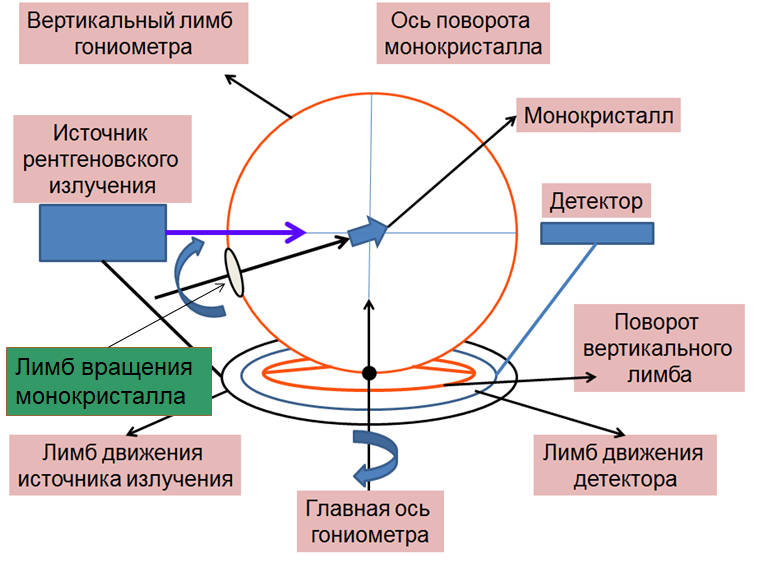 Вертикальный лимб
гониометра
Ось поворота
монокристалла
Монокристалл
Источник
рентгеновского
излучения
Детектор
Поворот
вертикального
лимба
Лимб вращения
монокристалла
Лимб движения
источника излучения
Лимб движения
детектора
Главная ось
гониометра